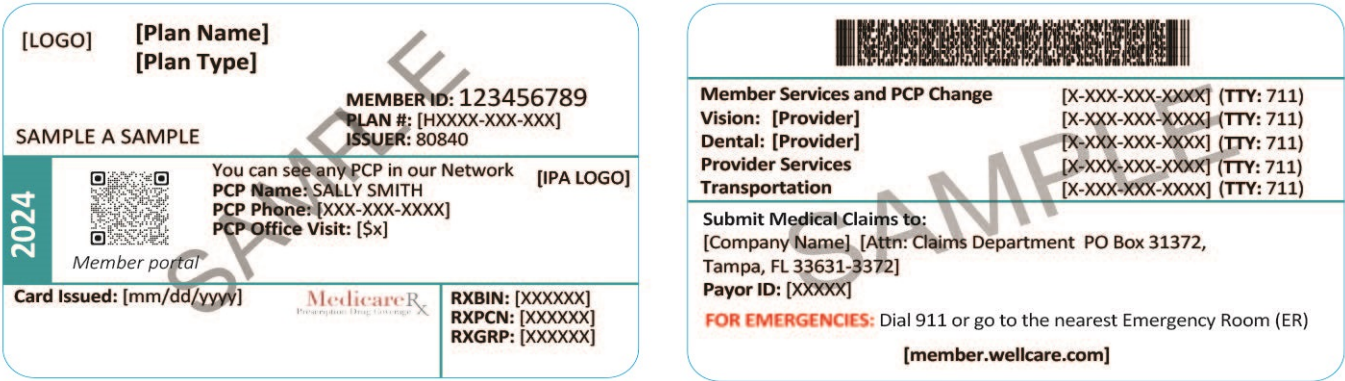 [LOGO]
[Plan Name]
[Plan Type]
MEMBER ID: 123456789
PLAN #: [HXXXX-XXX-XXX]
ISSUER: 80840
SAMPLE A SAMPLE
2024
You can see any PCP in our Network
[IPA LOGO]
PCP Name: SALLY SMITH
PCP Phone: [XXX-XXX-XXXX]
PCP Office Visit: [$x]
Member portal
Card Issued: [mm/dd/yyyy]
MedicareRx
Prescription Drug Coverage
RXBIN: [XXXXXX]
RXPCN: [XXXXXX]
RXGRP: [XXXXXX]
SAMPLE
Member Services and PCP Change [X-XXX-XXX-XXXX] (TTY: 711)
Vision: [Provider] [X-XXX-XXX-XXXX] (TTY: 711)
Dental: [Provider] [X-XXX-XXX-XXXX] (TTY: 711)
Provider Services [X-XXX-XXX-XXXX] (TTY: 711)
Transportation [X-XXX-XXX-XXXX] (TTY: 711)
Submit Medical Claims to:
[Company Name] [Attn: Claims Department PO Box 31372,
Tampa, FL 33631-3372]
Payor ID: [XXXXX]
FOR EMERGENCIES: Dial 911 or go to the nearest Emergency Room (ER)
[member.wellcare.com]
SAMPLE